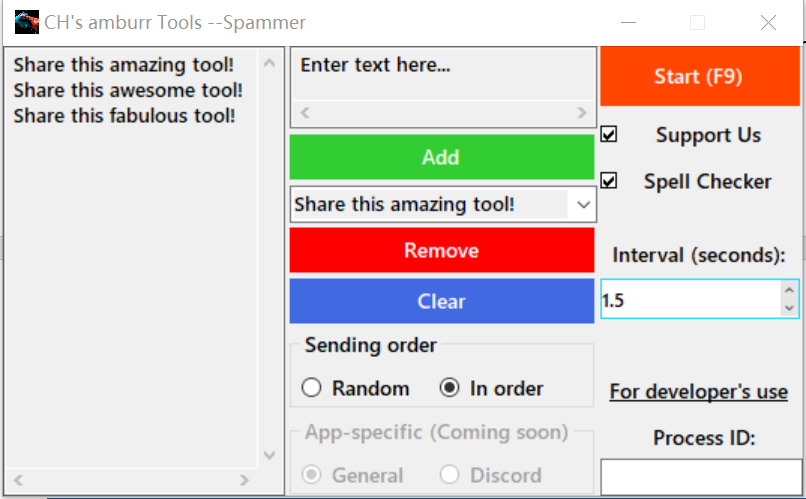 CH's amburr Tools --Spammer
Share this amazing tool!
Share this awesome tool!
Share this fabulous tool!
Enter text here...
Add
Share this amazing tool!
Remove
Clear
Sending order
Random
In order
App-specific (Coming soon)
General
Discord
Start (F9)
Support Us
Spell Checker
Interval (seconds):
1.5
For developer's use
Process ID: